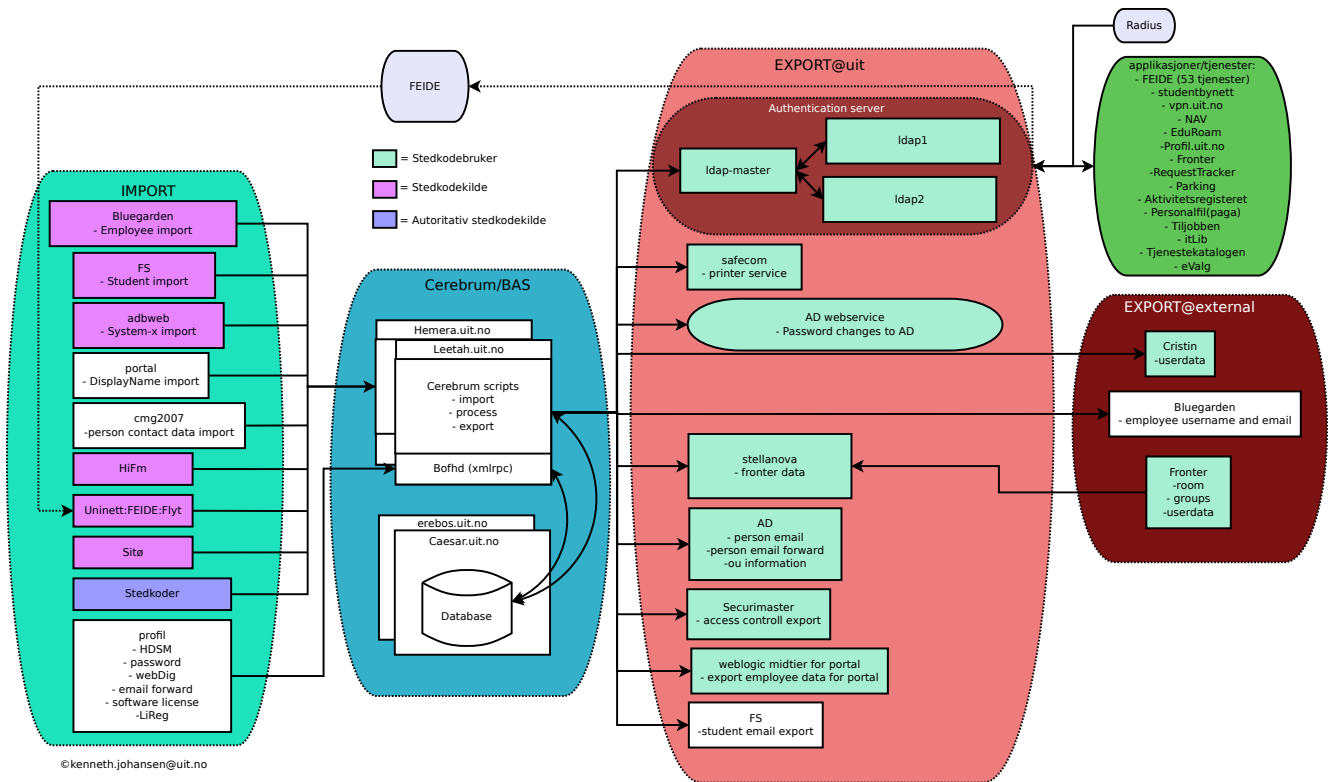 Radius
applikasjoner/tjenester:
- FEIDE (53 tjenester)
- studentbynett
- vpn.uit.no
- NAV
- EduRoam
-Profil.uit.no
- Fronter
-RequestTracker
- Parking
- Aktivitetsregisteret
- Personalfil(paga)
- Tiljobben
- itLib
- Tjenestekatalogen
- eValg
FEIDE
= Stedkodebruker
= Stedkodekilde
= Autoritativ stedkodekilde
IMPORT
Bluegarden
- Employee import
FS
- Student import
adbweb
- System-x import
portal
- DisplayName import
cmg2007
-person contact data import
HiFm
Uninett:FEIDE:Flyt
Sitø
Stedkoder
profil
- HDSM
- password
- webDig
- email forward
- software license
-LiReg
©kenneth.johansen@uit.no
Cerebrum/BAS
Hemera.uit.no
Leetah.uit.no
Cerebrum scripts
- import
- process
- export
Bofhd (xmlrpc)
erebos.uit.no
Caesar.uit.no
Database
EXPORT@uit
Authentication server
ldap-master
ldap1
ldap2
safecom
- printer service
AD webservice
- Password changes to AD
stellanova
- fronter data
AD
- person email
-person email forward
-ou information
Securimaster
- access controll export
weblogic midtier for portal
- export employee data for portal
FS
-student email export
EXPORT@external
Cristin
-userdata
Bluegarden
- employee username and email
Fronter
-room
- groups
-userdata